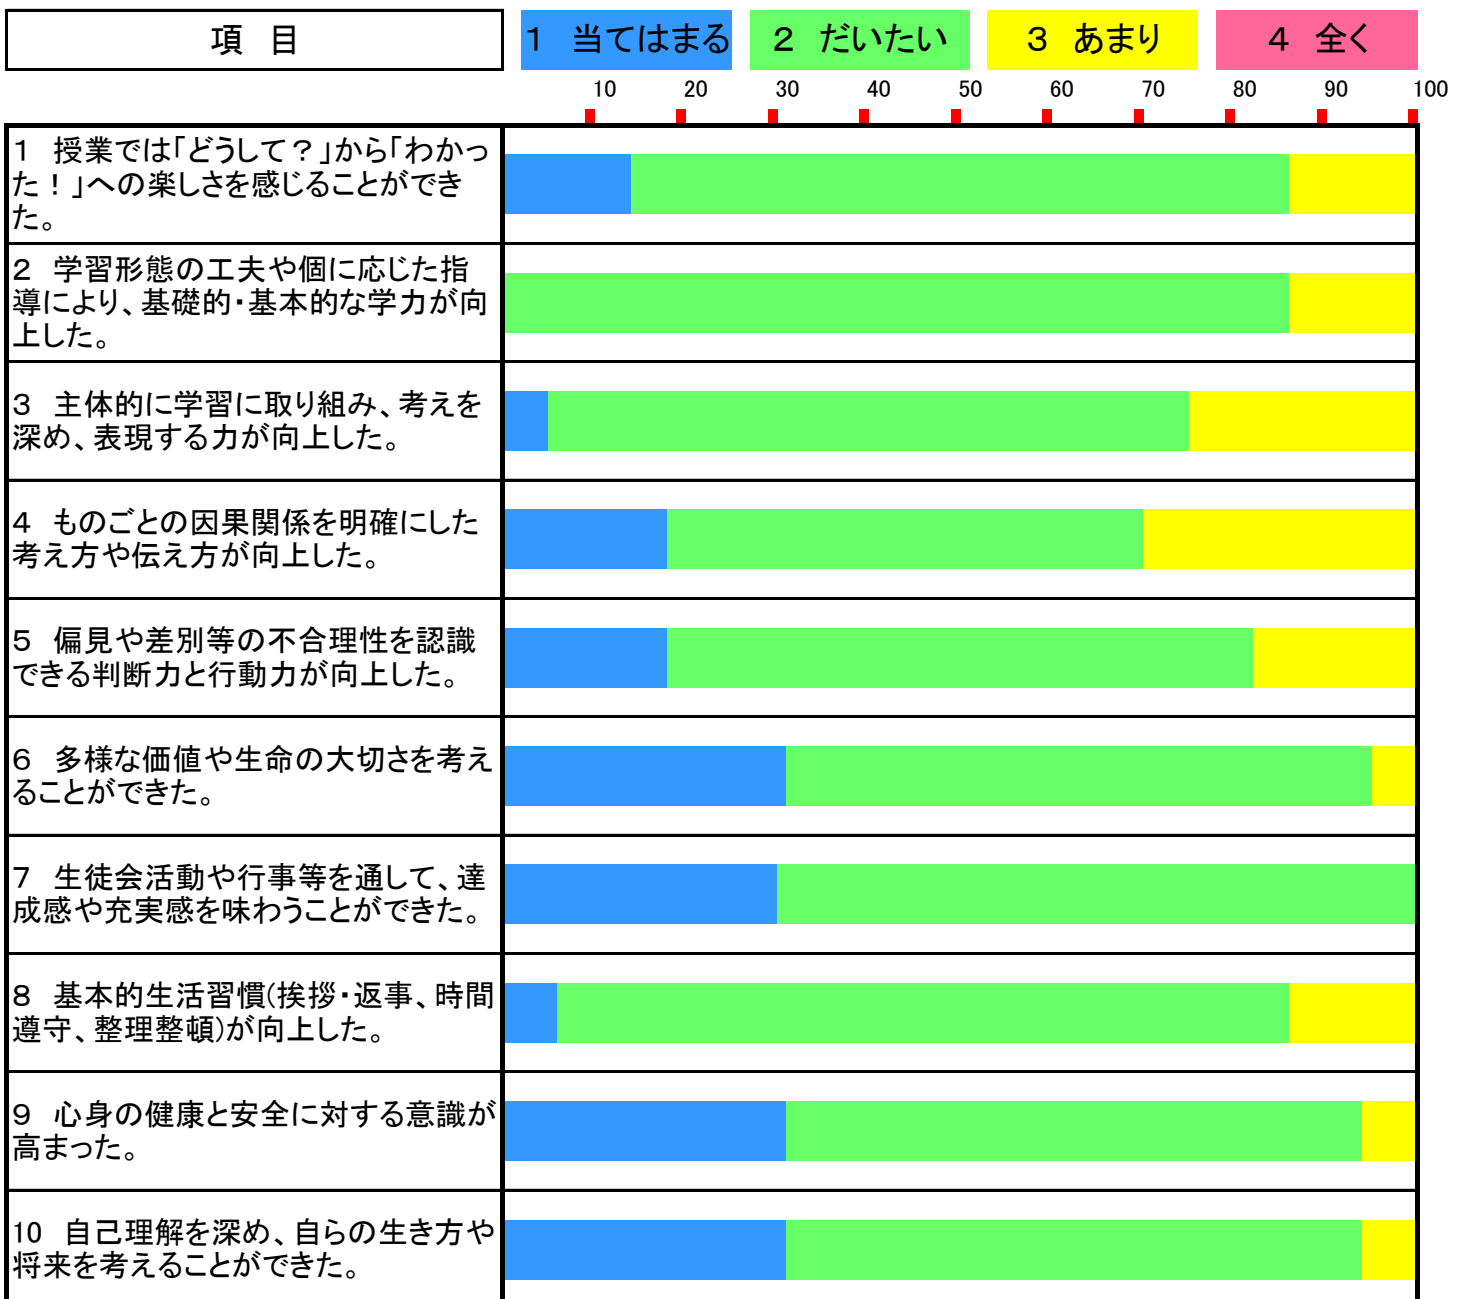 項　目
１　当てはまる　２　だいたい　３　あまり　４　全く
10 20 30 40 50 60 70 80 90 100
１　授業では「どうして？」から「わかっ
た！」への楽しさを感じることができ
た。
２　学習形態の工夫や個に応じた指
導により、基礎的・基本的な学力が向
上した。
３　主体的に学習に取り組み、考えを
深め、表現する力が向上した。
４　ものごとの因果関係を明確にした
考え方や伝え方が向上した。
５　偏見や差別等の不合理性を認識
できる判断力と行動力が向上した。
６　多様な価値や生命の大切さを考え
ることができた。
７　生徒会活動や行事等を通して、達
成感や充実感を味わうことができた。
８　基本的生活習慣(挨拶・返事、時間
遵守、整理整頓)が向上した。
９　心身の健康と安全に対する意識が
高まった。
10　自己理解を深め、自らの生き方や
将来を考えることができた。